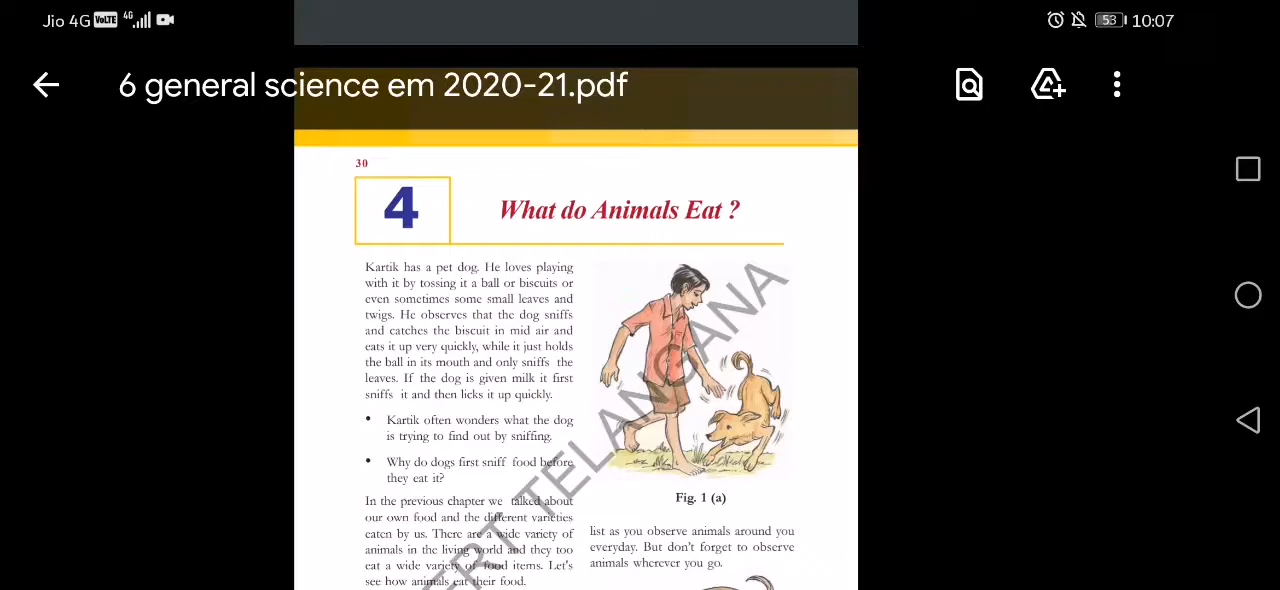 Jio 4G VoLTE 4G 53 10:07
6 general science em 2020-21.pdf
30
4
What do Animals Eat ?
Kartik has a pet dog. He loves playing
with it by tossing it a ball or biscuits or
even sometimes some small leaves and
twigs. He observes that the dog sniffs
and catches the biscuit in mid air and
eats it up very quickly, while it just holds
the ball in its mouth and only sniffs the
leaves. If the dog is given milk it first
sniffs it and then licks it up quickly.
• Kartik often wonders what the dog
is trying to find out by sniffing.
• Why do dogs first sniff food before
they eat it?
In the previous chapter we talked about
our own food and the different varieties
eaten by us. There are a wide variety of
animals in the living world and they too
eat a wide variety of food items. Let's
see how animals eat their food.
Fig. 1 (a)
list as you observe animals around you
everyday. But don't forget to observe
animals wherever you go.
ERT TELANGANA